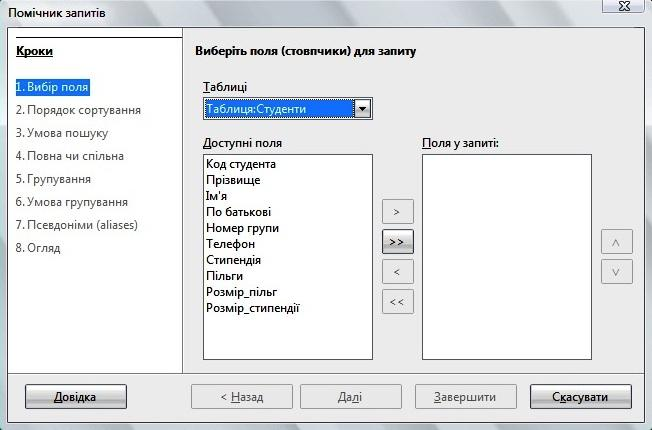 Помічник запитів
Кроки
1. Вибір поля
2. Порядок сортування
3. Умова пошуку
4. Повна чи спільна
5. Групування
6. Умова групування
7. Псевдоніми (aliases)
8. Огляд
Виберіть поля (стовпчики) для запиту
Таблиці
Таблиця:Студенти
Доступні поля
Код студента
Прізвище
Ім'я
По батькові
Номер групи
Телефон
Стипендія
Пільги
Розмір_пільг
Розмір_стипендії
>
>>
<
<<
Поля у запиті:
Довідка
< Назад
Далі
Завершити
Скасувати